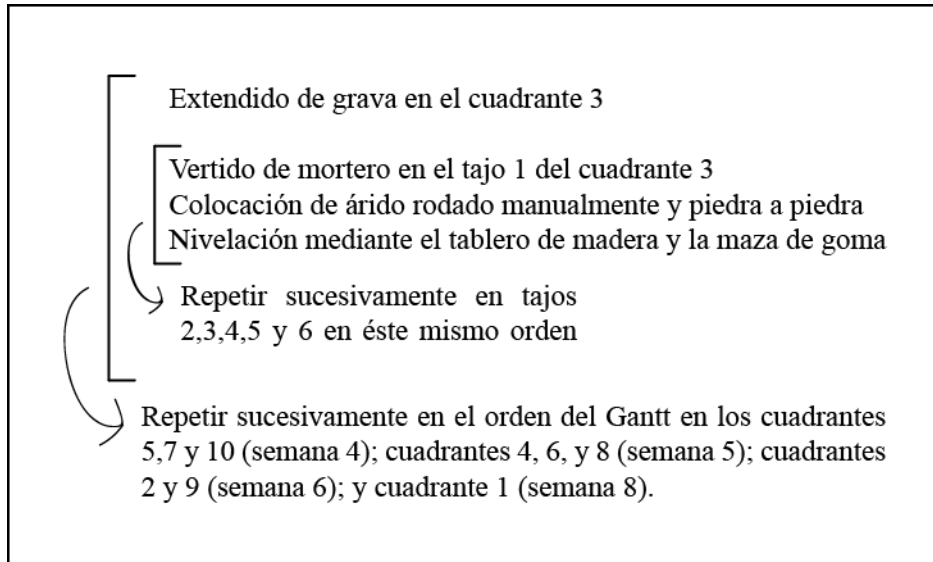 Extendido de grava en el cuadrante 3
Vertido de mortero en el tajo 1 del cuadrante 3
Colocación de árido rodado manualmente y piedra a piedra
Nivelación mediante el tablero de madera y la maza de goma
Repetir sucesivamente en tajos
2,3,4,5 y 6 en éste mismo orden
Repetir sucesivamente en el orden del Gantt en los cuadrantes
5,7 y 10 (semana 4); cuadrantes 4, 6, y 8 (semana 5); cuadrantes
2 y 9 (semana 6); y cuadrante 1 (semana 8).